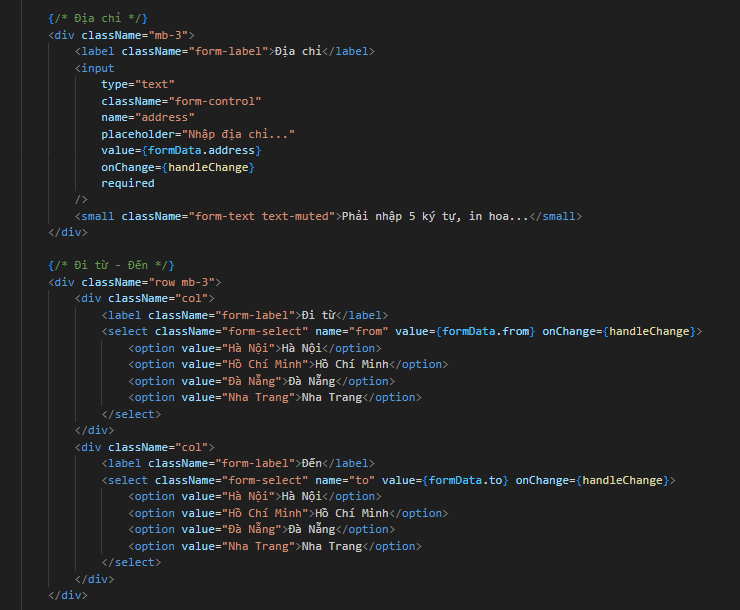 {/* Địa chỉ */}
<div className="mb-3">
    <label className="form-label">Địa chỉ</label>
    <input
        type="text"
        className="form-control"
        name="address"
        placeholder="Nhập địa chỉ..."
        value={formData.address}
        onChange={handleChange}
        required
    />
    <small className="form-text text-muted">Phải nhập 5 ký tự, in hoa...</small>
</div>

{/* Đi từ - Đến */}
<div className="row mb-3">
    <div className="col">
        <label className="form-label">Đi từ</label>
        <select className="form-select" name="from" value={formData.from} onChange={handleChange}>
            <option value="Hà Nội">Hà Nội</option>
            <option value="Hồ Chí Minh">Hồ Chí Minh</option>
            <option value="Đà Nẵng">Đà Nẵng</option>
            <option value="Nha Trang">Nha Trang</option>
        </select>
    </div>
    <div className="col">
        <label className="form-label">Đến</label>
        <select className="form-select" name="to" value={formData.to} onChange={handleChange}>
            <option value="Hà Nội">Hà Nội</option>
            <option value="Hồ Chí Minh">Hồ Chí Minh</option>
            <option value="Đà Nẵng">Đà Nẵng</option>
            <option value="Nha Trang">Nha Trang</option>
        </select>
    </div>
</div>